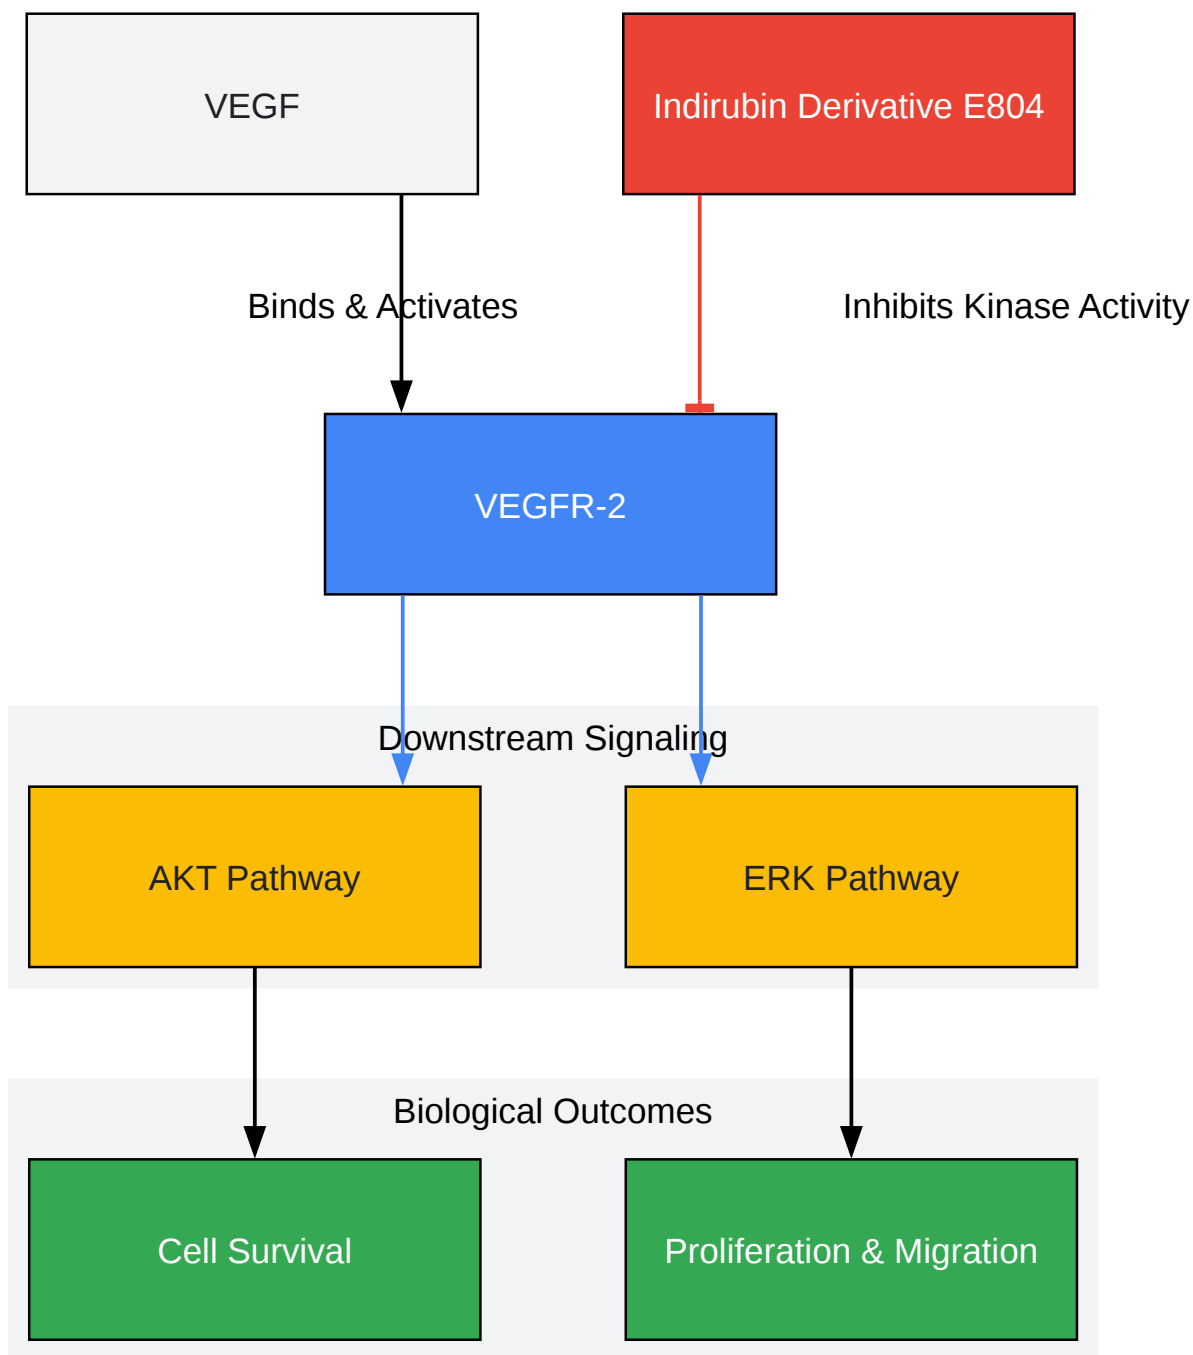 VEGF
Indirubin Derivative E804
Binds & Activates
Inhibits Kinase Activity
VEGFR-2
Downstream Signaling
AKT Pathway
ERK Pathway
Biological Outcomes
Cell Survival
Proliferation & Migration